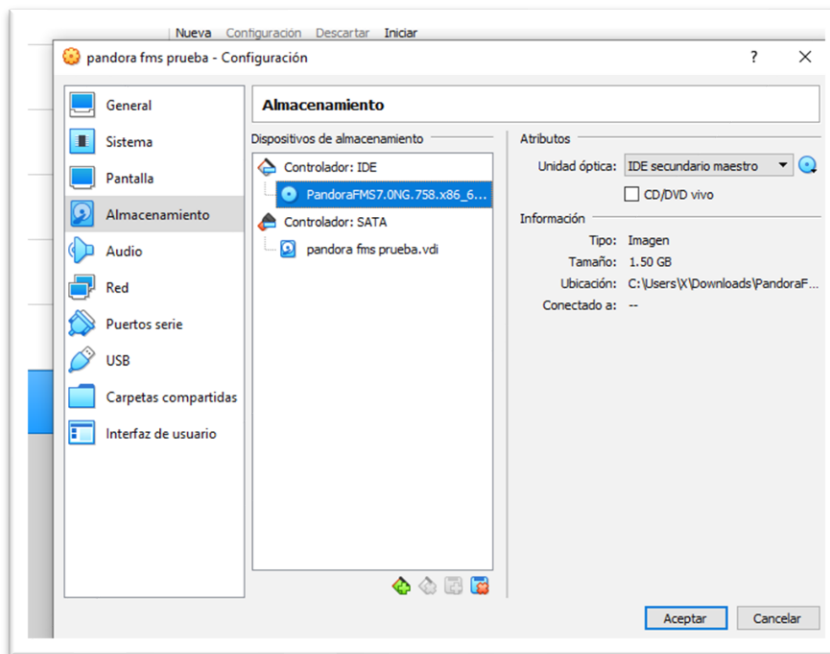 Nueva Configuración Descartar Iniciar
pandora fms prueba - Configuración ?
General
Sistema
Pantalla
Almacenamiento
Audio
Red
Puertos serie
USB
Carpetas compartidas
Interfaz de usuario
Almacenamiento
Dispositivos de almacenamiento
Controlador: IDE
PandoraFMS7.0NG.758.x86_6...
Controlador: SATA
pandora fms prueba.vdi
Atributos
Unidad óptica: IDE secundario maestro
CD/DVD vivo
Información
Tipo: Imagen
Tamaño: 1.50 GB
Ubicación: C:\Users\X\Downloads\PandoraF...
Conectado a: --
Aceptar Cancelar